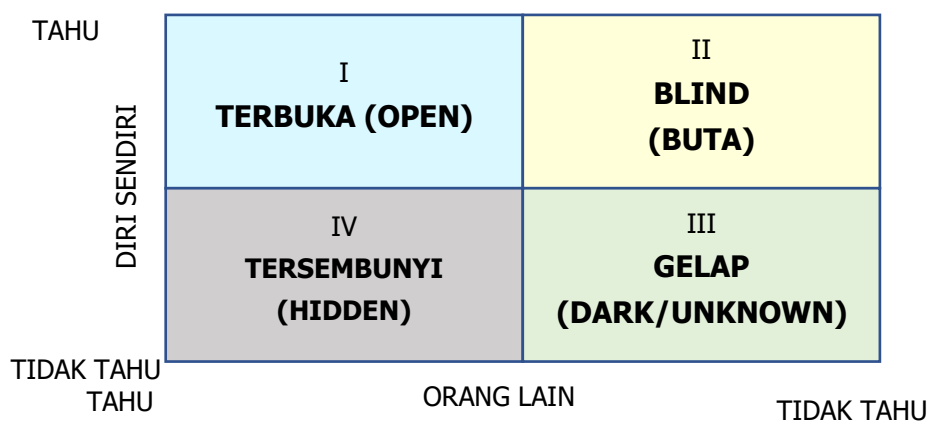 TAHU
I
TERBUKA (OPEN)
II
BLIND
(BUTA)
DIRI SENDIRI
IV
TERSEMBUNYI
(HIDDEN)
III
GELAP
(DARK/UNKNOWN)
TIDAK TAHU
TAHU
ORANG LAIN
TIDAK TAHU